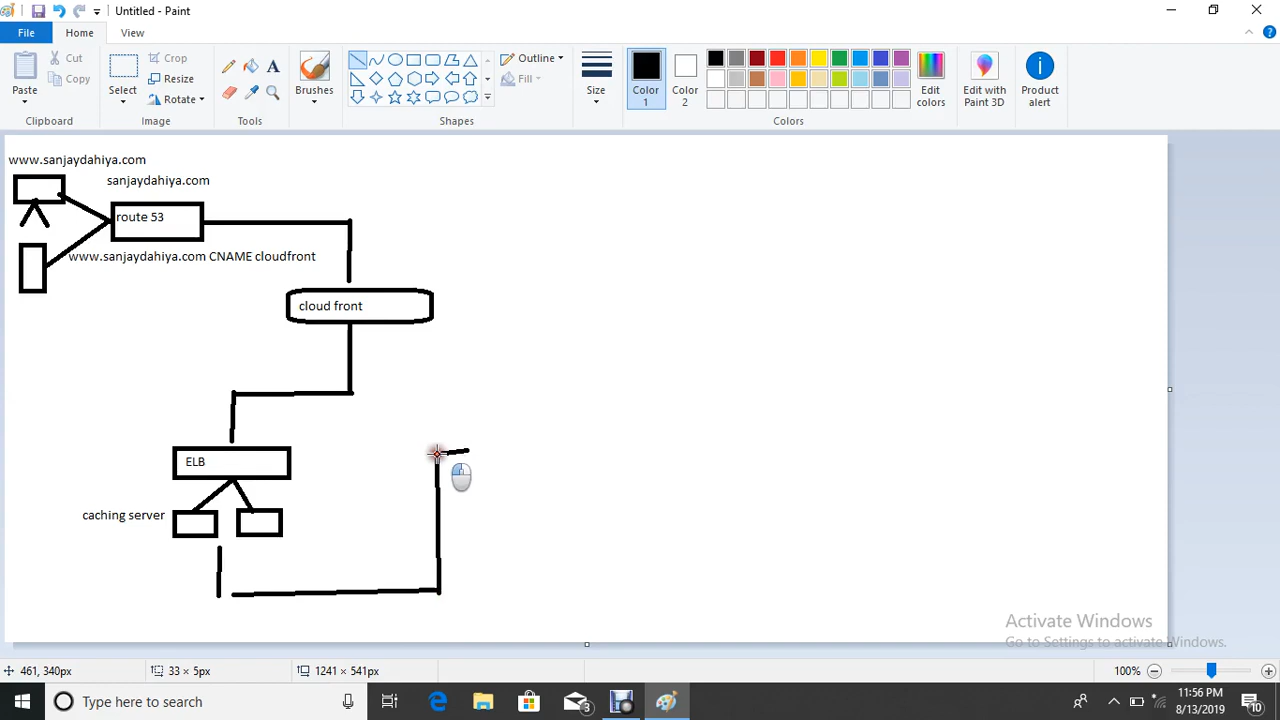 Untitled - Paint
File
Home
View
Paste
Cut
Copy
Clipboard
Select
Crop
Resize
Rotate
Image
A
Tools
Brushes
Outline
Fill
Shapes
Size
Color
1
Color
2
Edit
colors
Colors
Edit with
Paint 3D
Product
alert
www.sanjaydahiya.com
sanjaydahiya.com
route 53
www.sanjaydahiya.com CNAME cloudfront
cloud front
ELB
caching server
Activate Windows
Go to Settings to activate Windows.
461, 340px
33 × 5px
1241 × 541px
100%
Type here to search
3
11:56 PM
8/13/2019
10